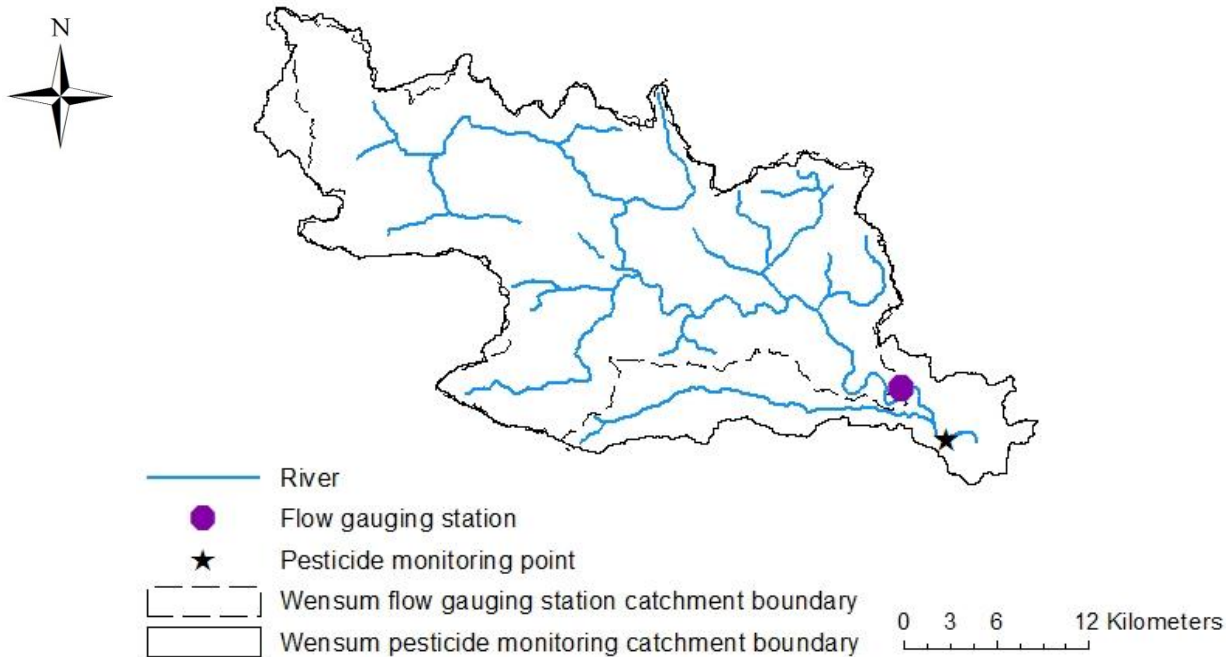 N
River
Flow gauging station
Pesticide monitoring point
Wensum flow gauging station catchment boundary
Wensum pesticide monitoring catchment boundary
0 3 6 12 Kilometers